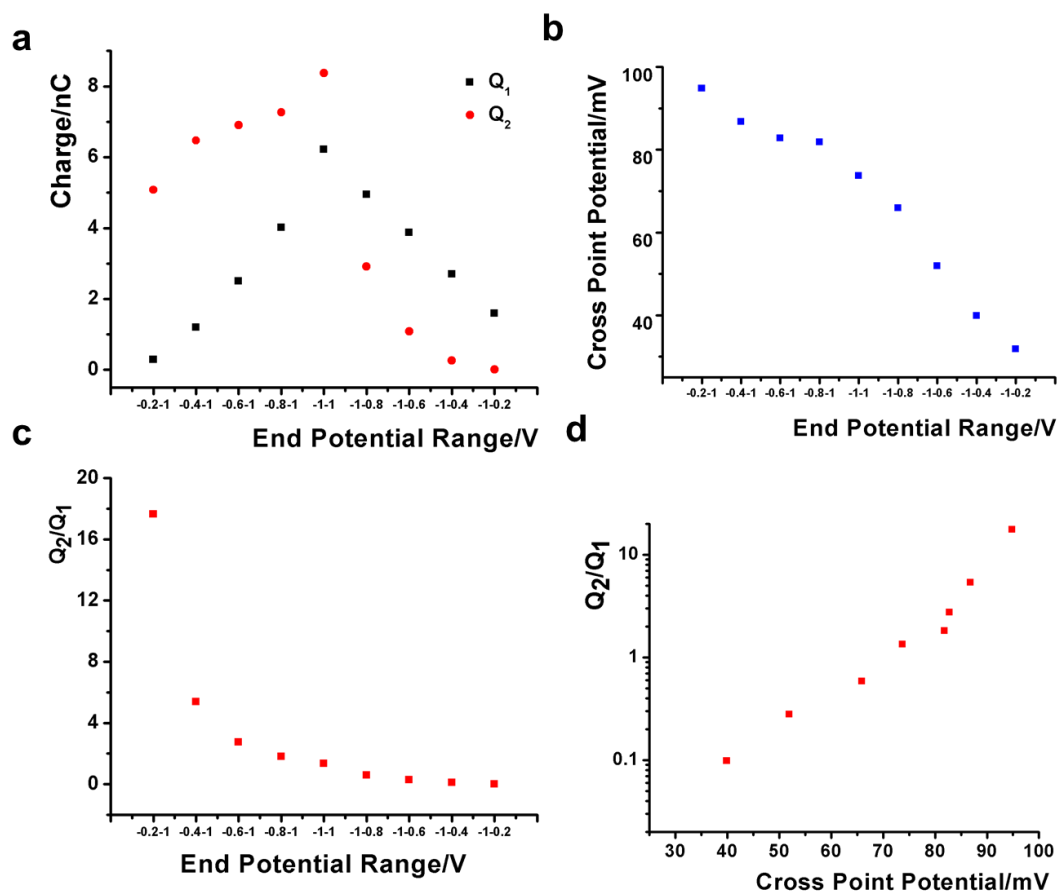 a
Charge/nC
8
6
4
2
0
Q1
Q2
-0.2-1 -0.4-1 -0.6-1 -0.8-1 -1-1 -1-0.8 -1-0.6 -1-0.4 -1-0.2
End Potential Range/V
b
Cross Point Potential/mV
100
80
60
40
-0.2-1 -0.4-1 -0.6-1 -0.8-1 -1-1 -1-0.8 -1-0.6 -1-0.4 -1-0.2
End Potential Range/V
c
Q2/Q1
20
16
12
8
4
0
-0.2-1 -0.4-1 -0.6-1 -0.8-1 -1-1 -1-0.8 -1-0.6 -1-0.4 -1-0.2
End Potential Range/V
d
Q2/Q1
10
1
0.1
30 40 50 60 70 80 90 100
Cross Point Potential/mV